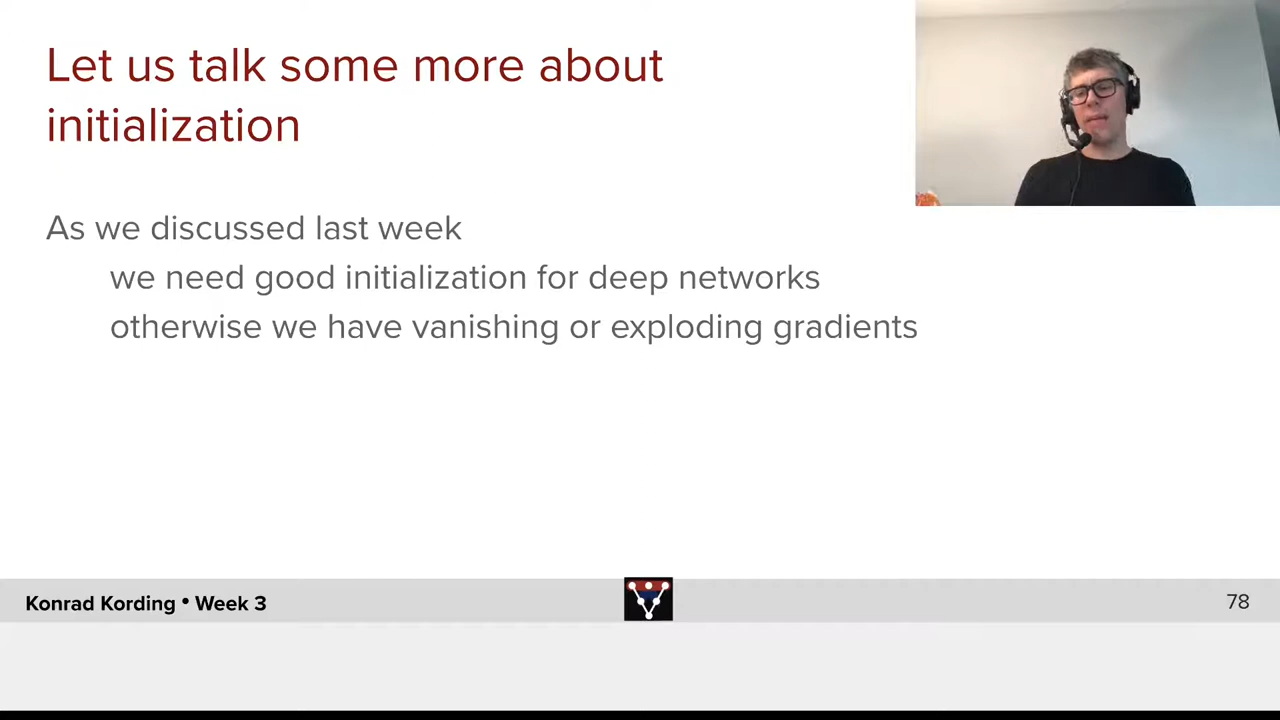 Let us talk some more about
initialization
As we discussed last week
we need good initialization for deep networks
otherwise we have vanishing or exploding gradients
Konrad Kording • Week 3
78